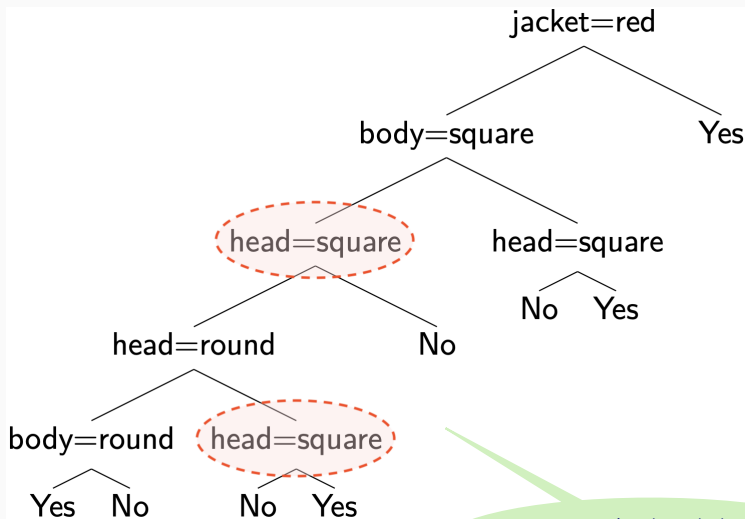 jacket=red
body=square
Yes
head=square
head=square
No Yes
head=round
No
body=round
head=square
Yes No
No Yes